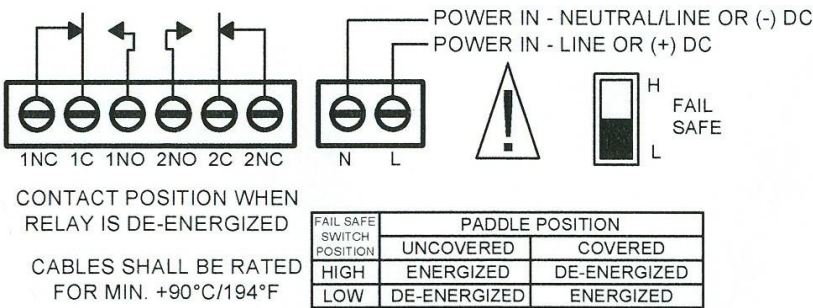 POWER IN - NEUTRAL/LINE OR (-) DC
POWER IN - LINE OR (+) DC
1NC 1C 1NO 2NO 2C 2NC
N L
!
H
FAIL SAFE
L
CONTACT POSITION WHEN
RELAY IS DE-ENERGIZED
CABLES SHALL BE RATED
FOR MIN. +90°C/194°F
FAIL SAFE SWITCH POSITION PADDLE POSITION
UNCOVERED COVERED
HIGH ENERGIZED DE-ENERGIZED
LOW DE-ENERGIZED ENERGIZED